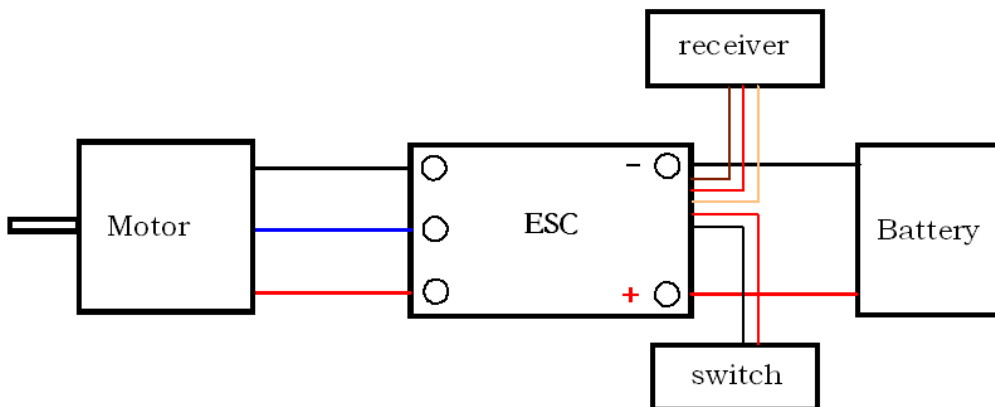 receiver
Motor
ESC
-
+
Battery
switch